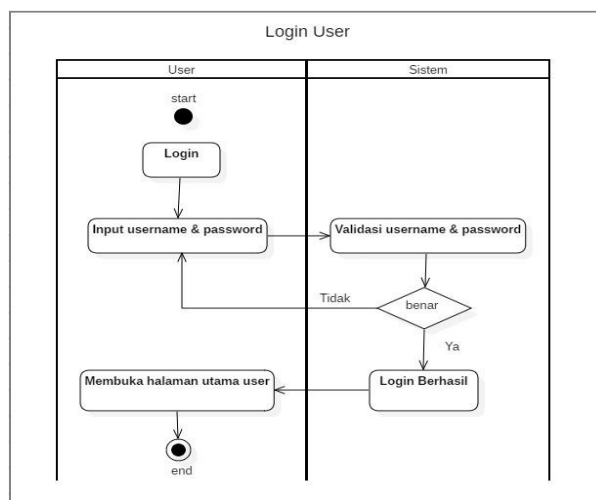 Login User
User
Sistem
start
Login
Input username & password
Validasi username & password
Tidak
benar
Ya
Membuka halaman utama user
Login Berhasil
end